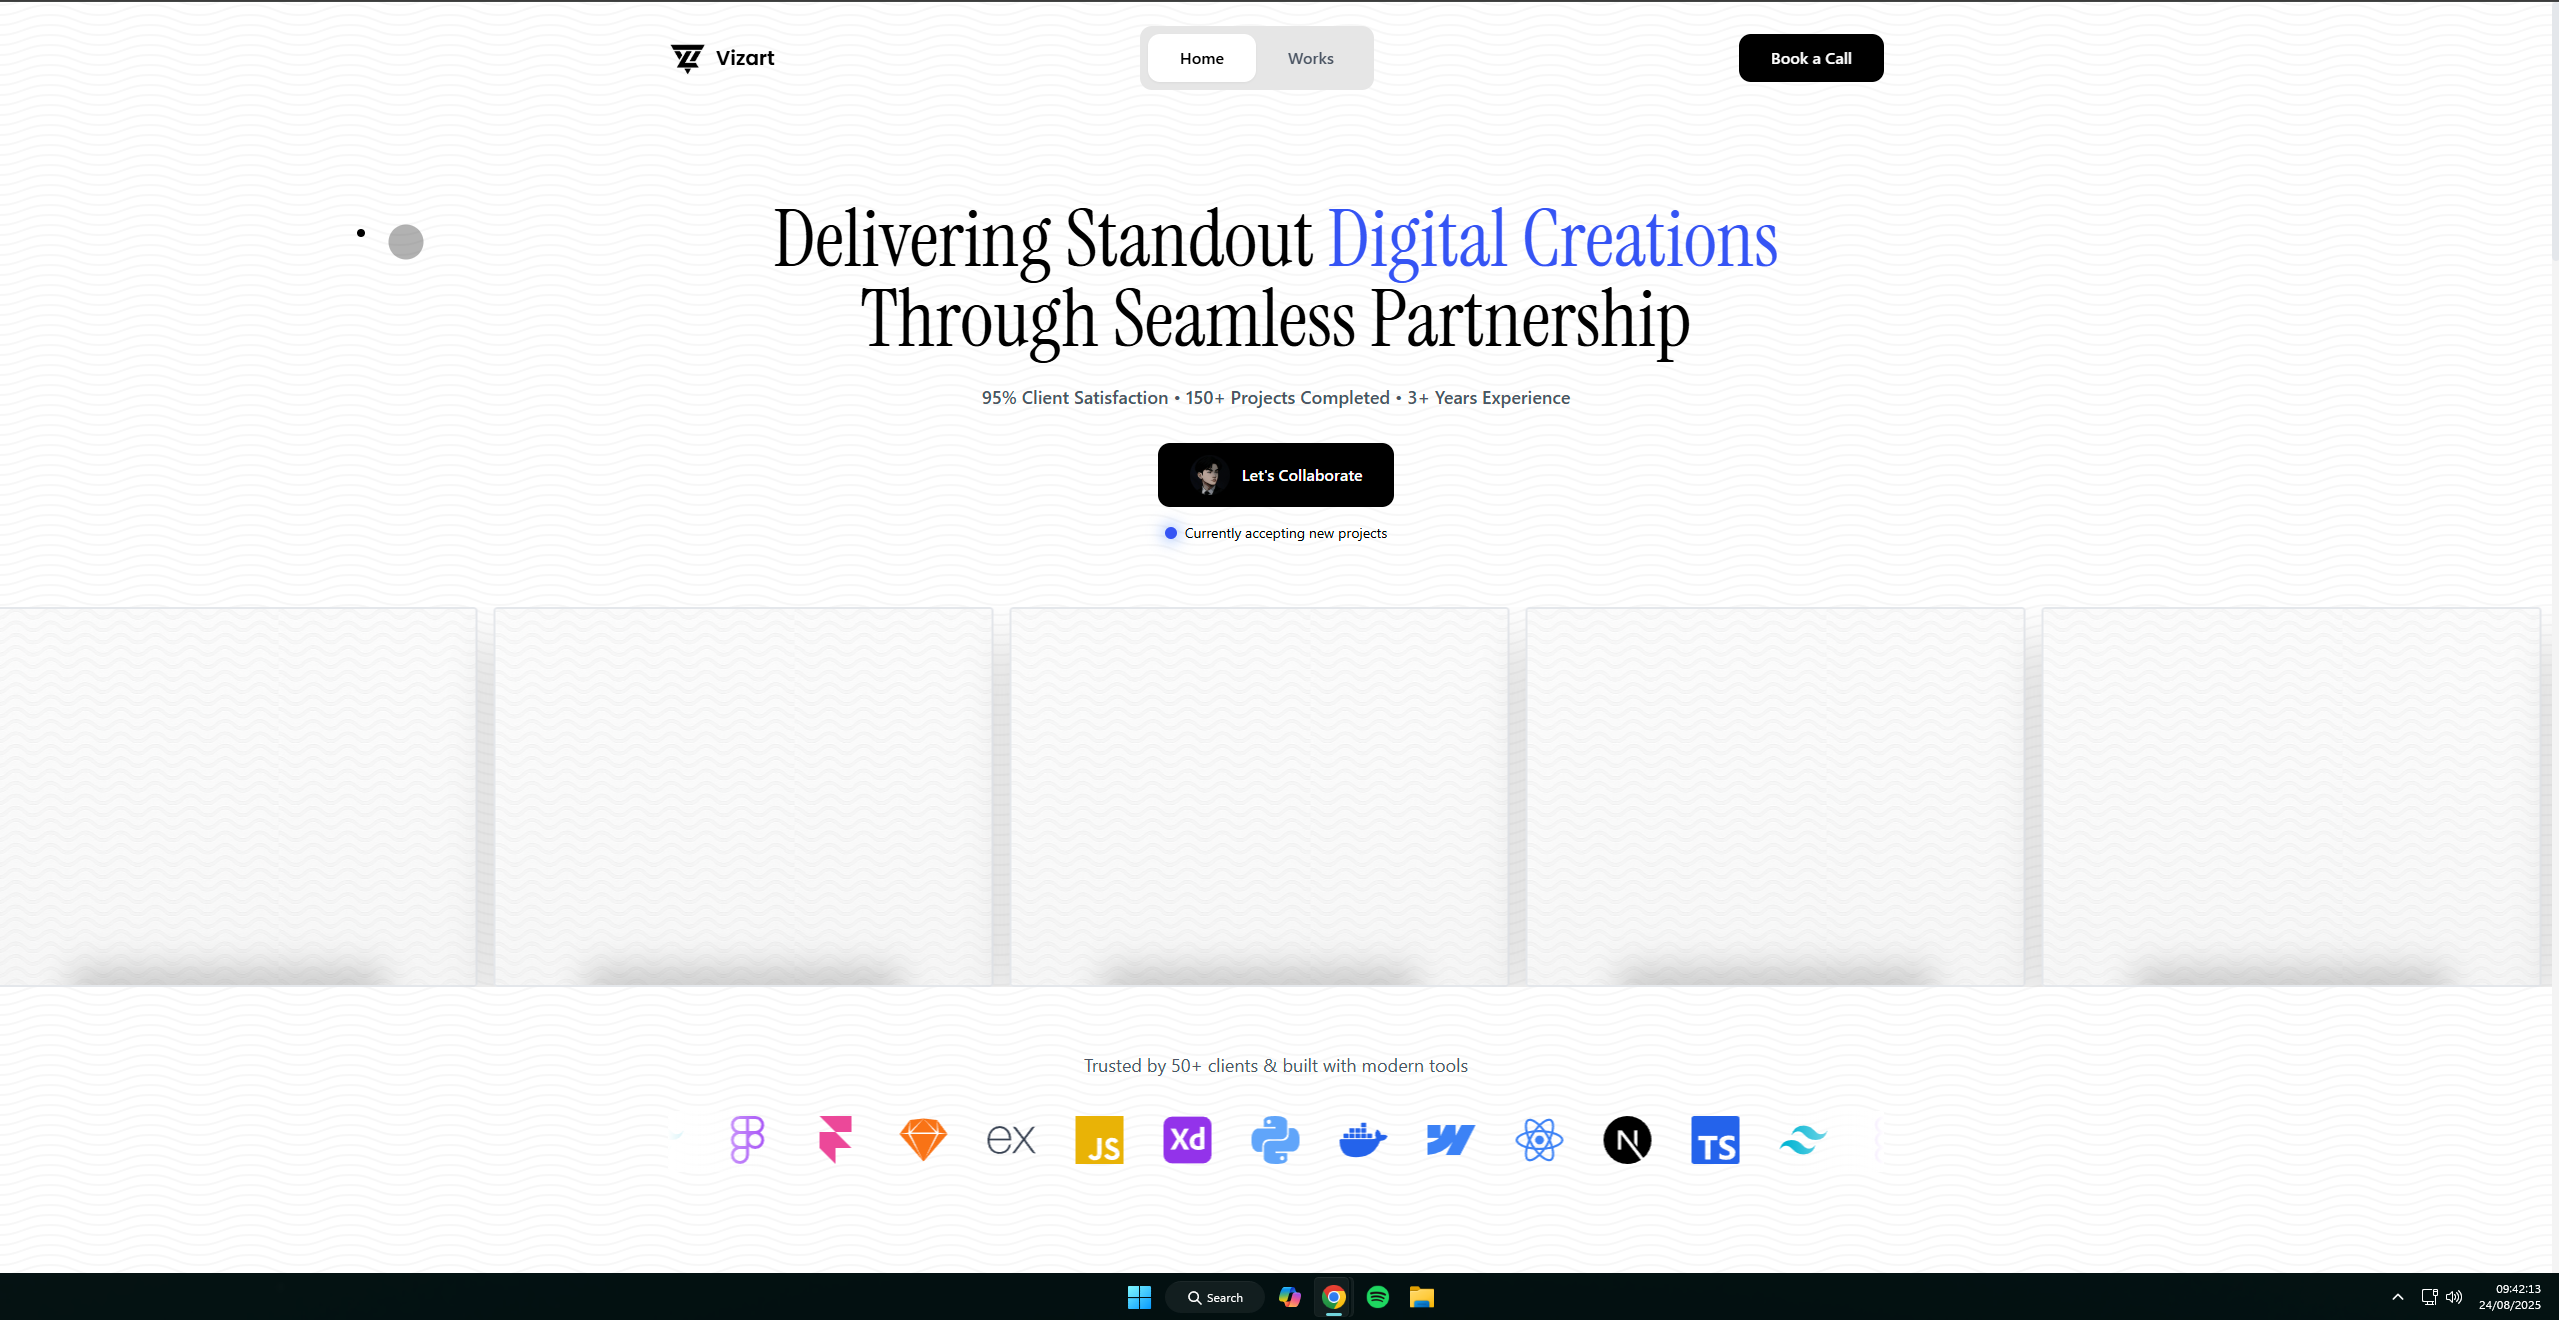 Vizart
Home
Works
Book a Call
Delivering Standout Digital Creations
Through Seamless Partnership
95% Client Satisfaction • 150+ Projects Completed • 3+ Years Experience
Let's Collaborate
Currently accepting new projects
Trusted by 50+ clients & built with modern tools
ex
JS
Xd
N
TS
Search
09:42:13
24/08/2025